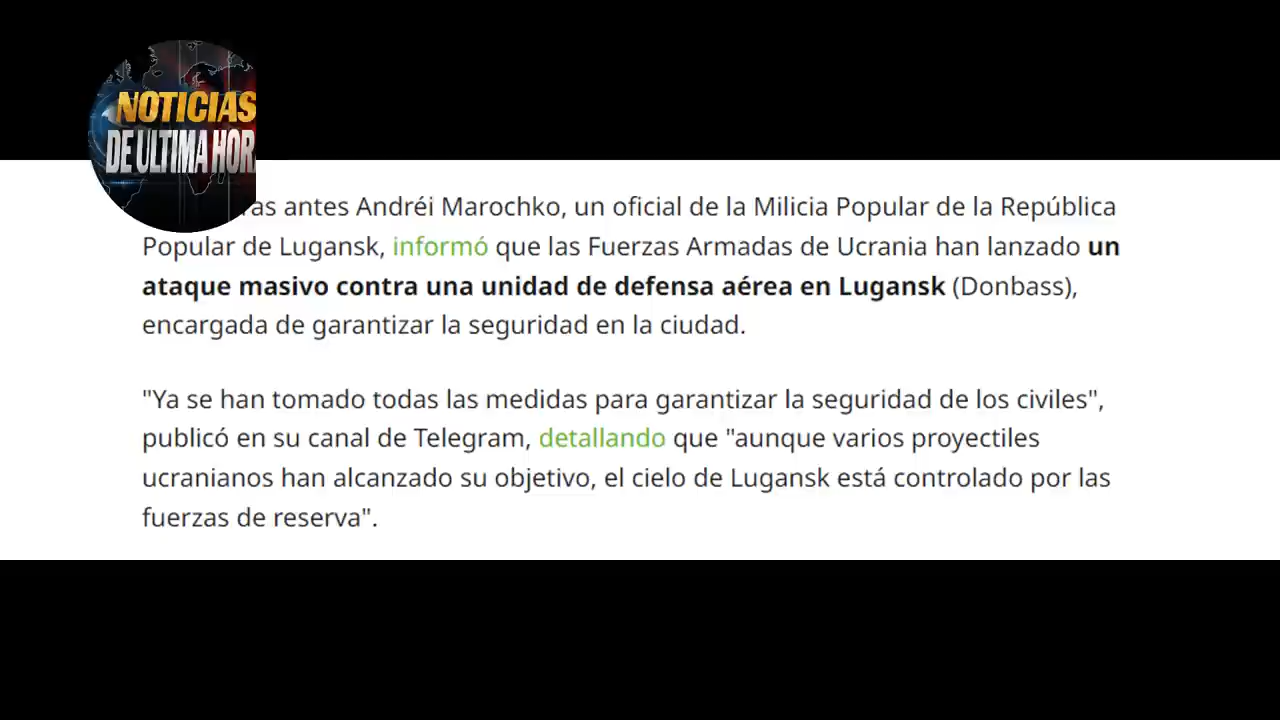 NOTICIAS
DE ULTIMA HOR
antes Andréi Marochko, un oficial de la Milicia Popular de la República
Popular de Lugansk, informó que las Fuerzas Armadas de Ucrania han lanzado un
ataque masivo contra una unidad de defensa aérea en Lugansk (Donbass),
encargada de garantizar la seguridad en la ciudad.
"Ya se han tomado todas las medidas para garantizar la seguridad de los civiles",
publicó en su canal de Telegram, detallando que "aunque varios proyectiles
ucranianos han alcanzado su objetivo, el cielo de Lugansk está controlado por las
fuerzas de reserva".